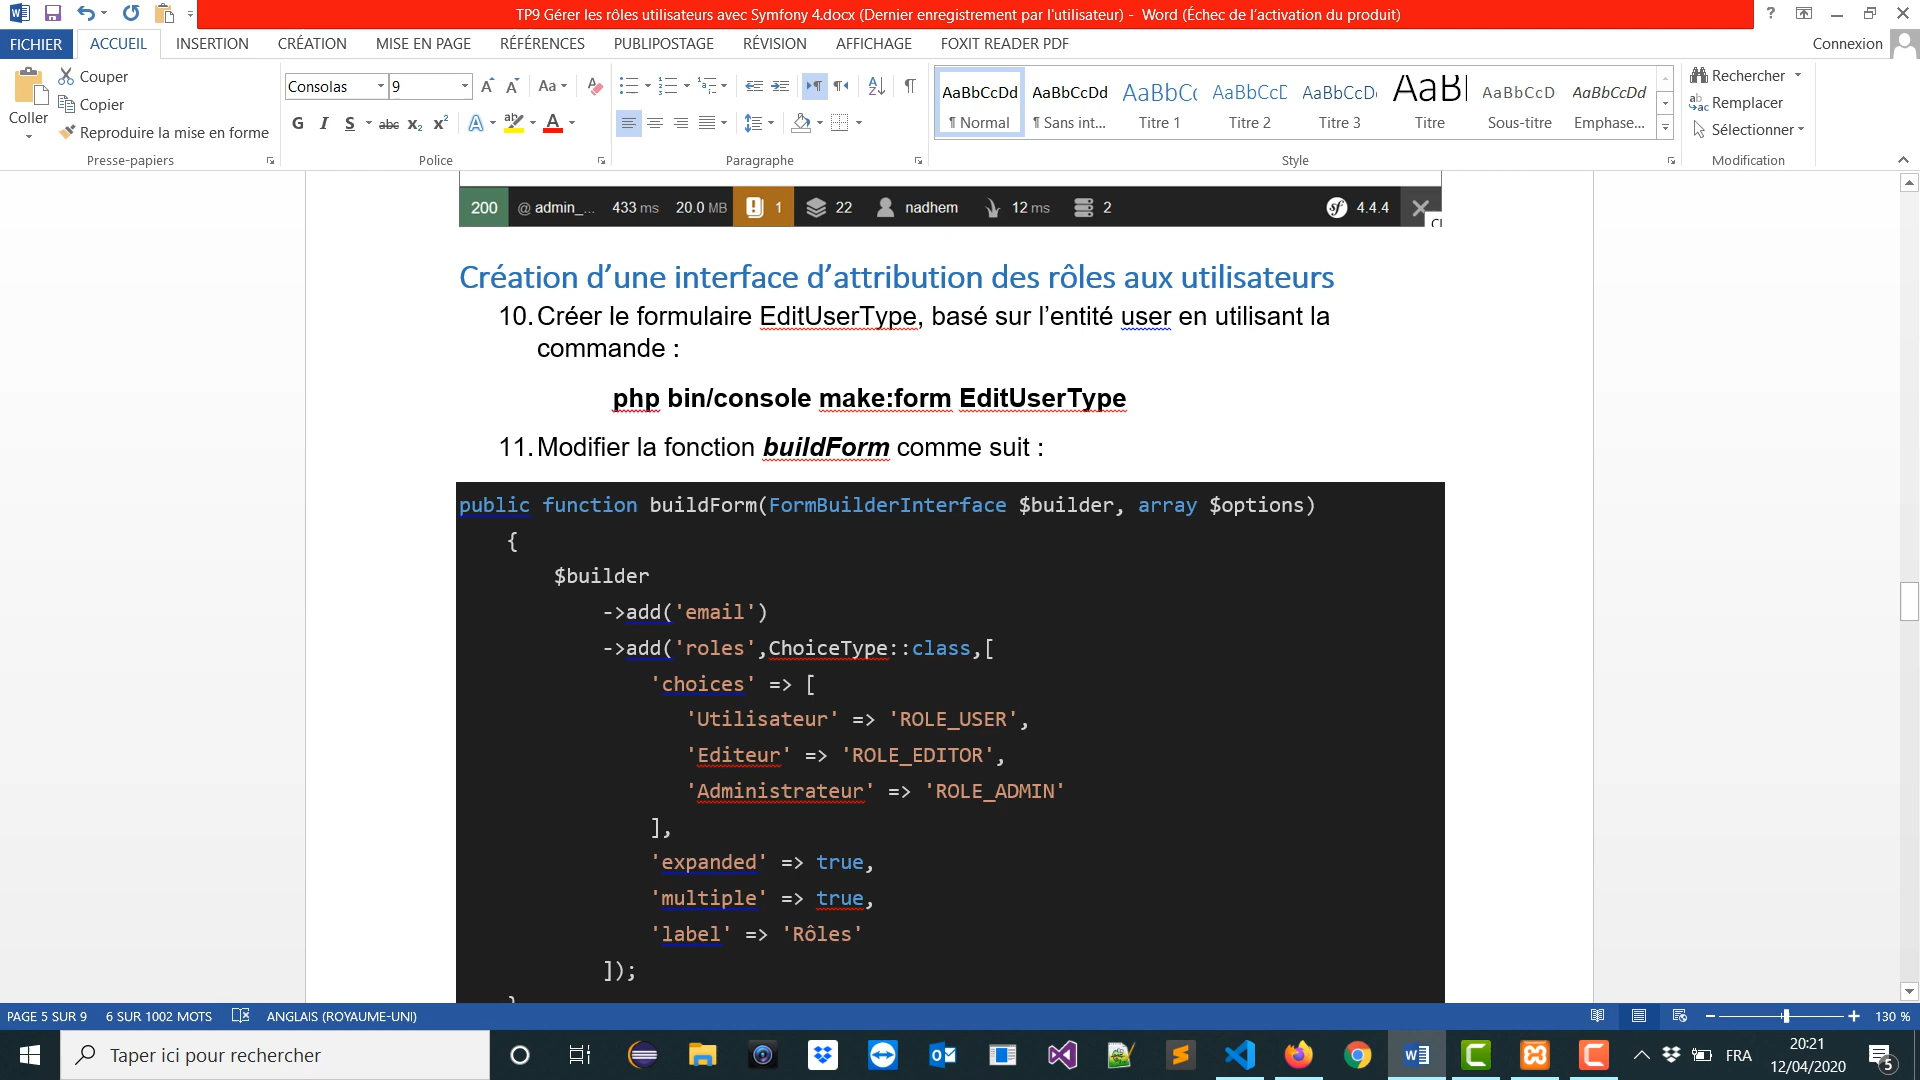 TP9 Gérer les rôles utilisateurs avec Symfony 4.docx (Dernier enregistrement par l'utilisateur) - Word (Échec de l'activation du produit)
FICHIER ACCUEIL INSERTION CRÉATION MISE EN PAGE RÉFÉRENCES PUBLIPOSTAGE RÉVISION AFFICHAGE FOXIT READER PDF Connexion
Coller
Couper
Copier
Reproduire la mise en forme
Presse-papiers
Consolas 9
G I S abc x₂ x²
Police
Paragraphe
AaBbCcDd AaBbCcDd AaBbC AaBbCcE AaBbCcD AaBl AaBbCcD AaBbCcDd
¶ Normal ¶ Sans int... Titre 1 Titre 2 Titre 3 Titre Sous-titre Emphase...
Style
Rechercher
Remplacer
Sélectionner
Modification
200 @ admin_... 433 ms 20.0 MB 1 22 nadhem 12 ms 2 sf 4.4.4
Création d’une interface d’attribution des rôles aux utilisateurs
10. Créer le formulaire EditUserType, basé sur l’entité user en utilisant la
commande :
php bin/console make:form EditUserType
11. Modifier la fonction buildForm comme suit :
public function buildForm(FormBuilderInterface $builder, array $options)
{
$builder
->add('email')
->add('roles',ChoiceType::class,[
'choices' => [
'Utilisateur' => 'ROLE_USER',
'Editeur' => 'ROLE_EDITOR',
'Administrateur' => 'ROLE_ADMIN'
],
'expanded' => true,
'multiple' => true,
'label' => 'Rôles'
]);
}
PAGE 5 SUR 9 6 SUR 1002 MOTS ANGLAIS (ROYAUME-UNI) 130 %
Taper ici pour rechercher
FRA
20:21
12/04/2020
5